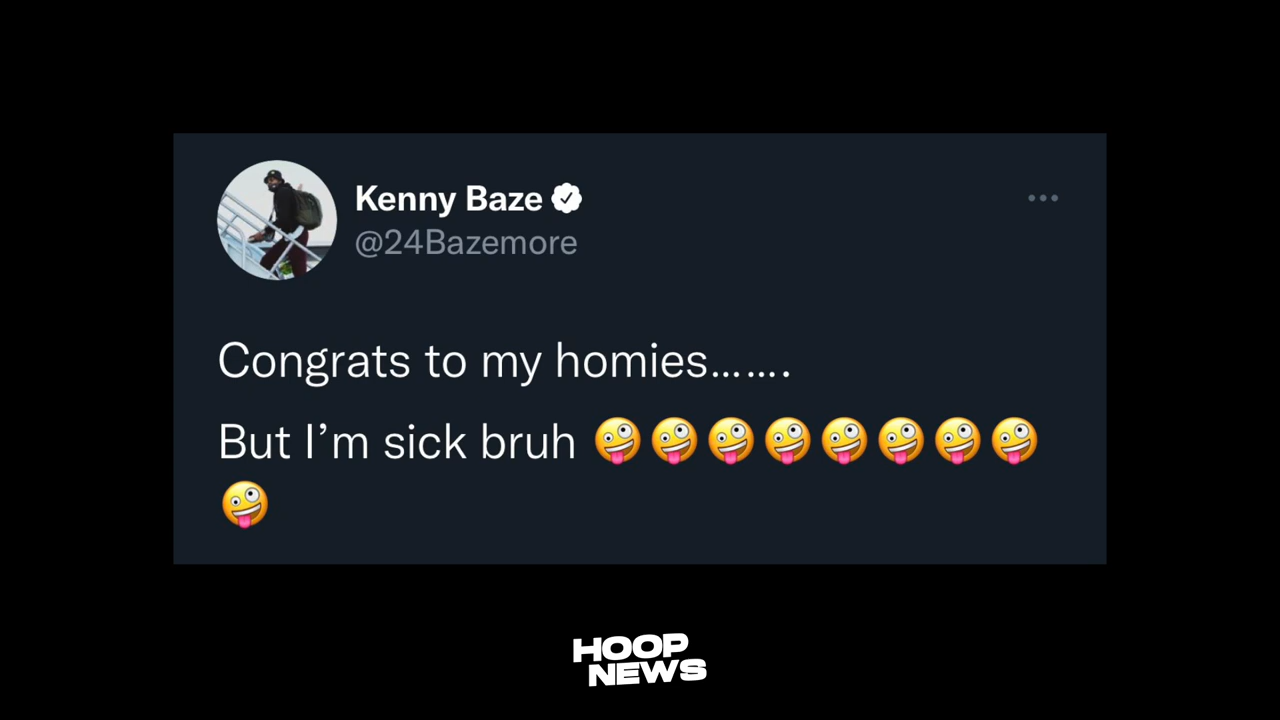 Kenny Baze
@24Bazemore
Congrats to my homies…….
But I’m sick bruh 🤪🤪🤪🤪🤪🤪🤪🤪
🤪
HOOP
NEWS